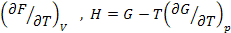 (∂F/∂T)_V , H = G − T(∂G/∂T)_p